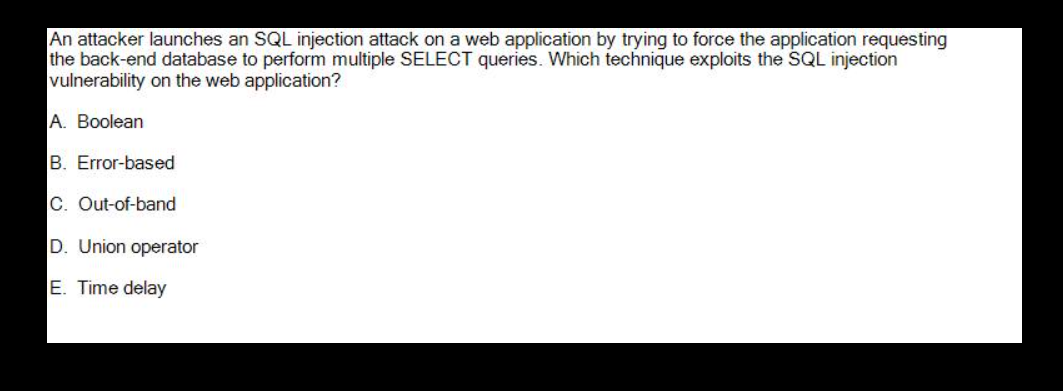 An attacker launches an SQL injection attack on a web application by trying to force the application requesting
the back-end database to perform multiple SELECT queries. Which technique exploits the SQL injection
vulnerability on the web application?
A. Boolean
B. Error-based
C. Out-of-band
D. Union operator
E. Time delay